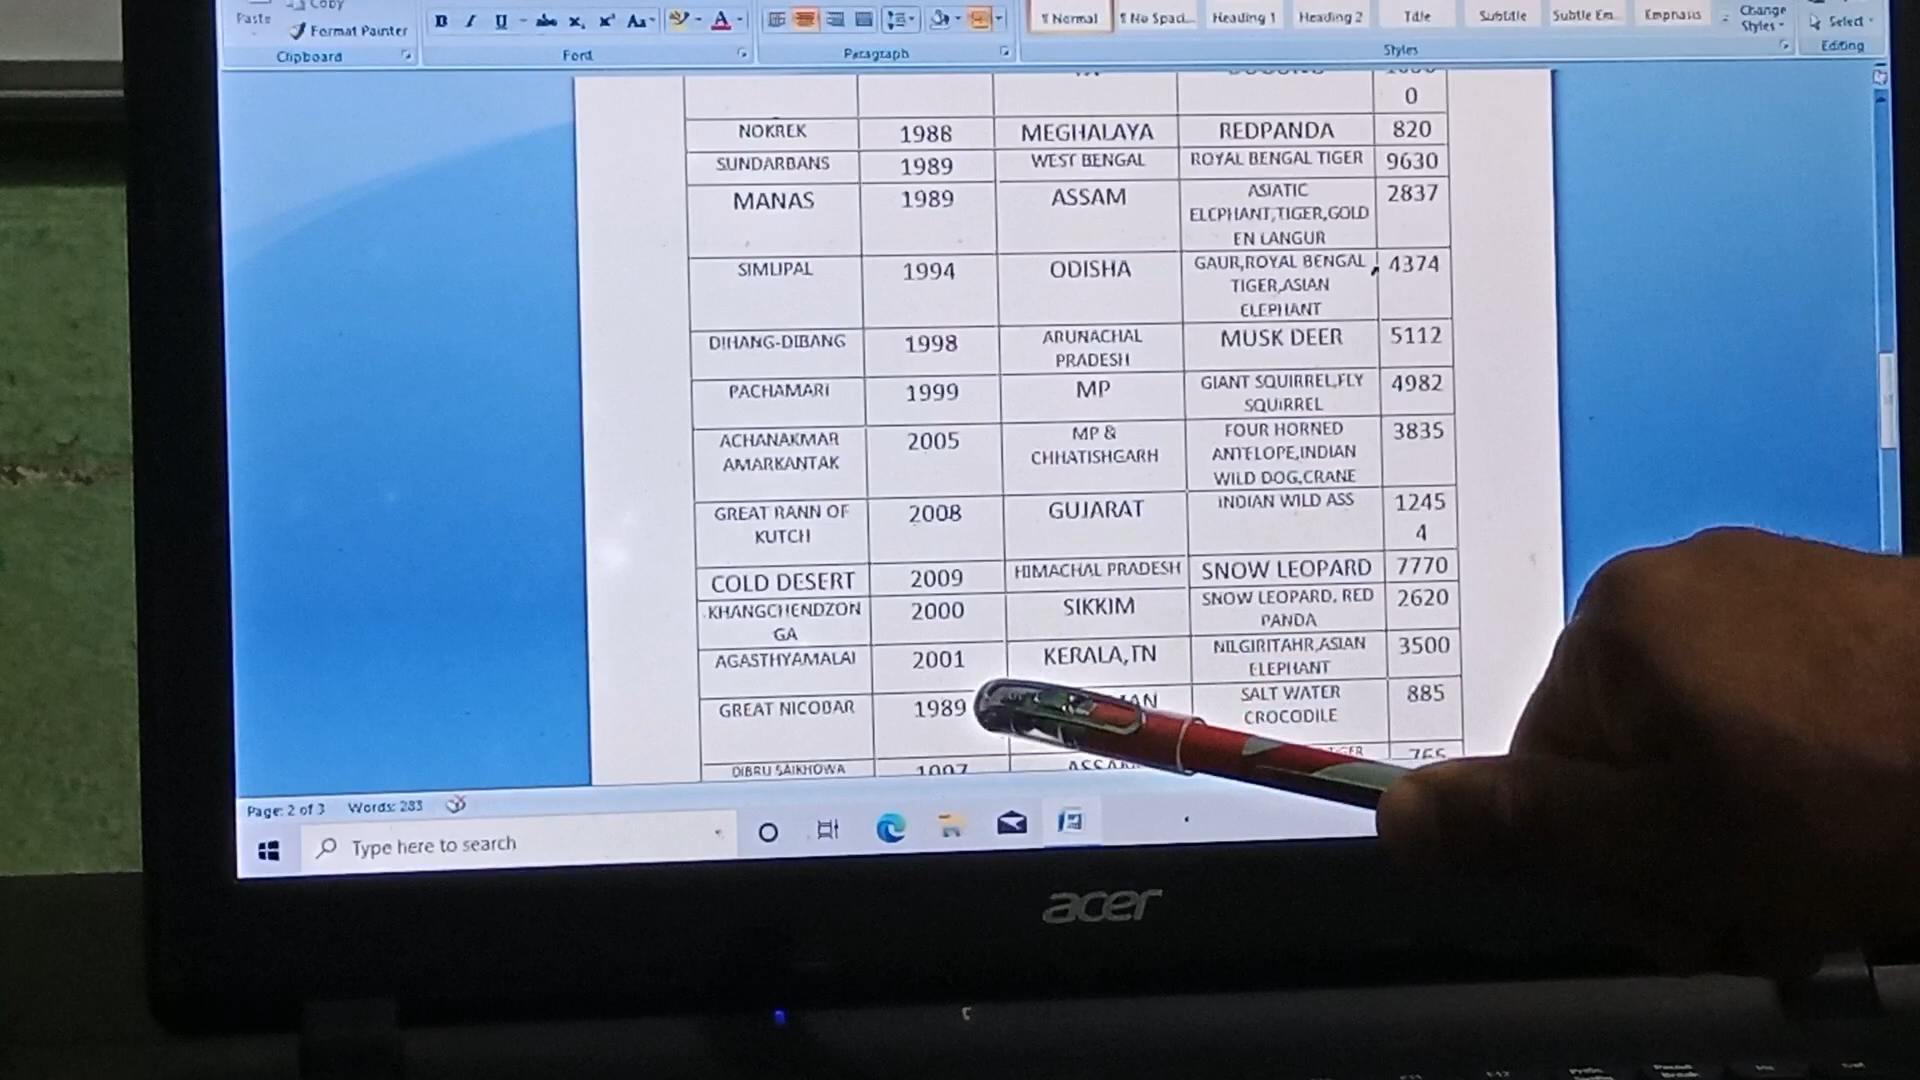 Paste
Copy
Format Painter
Clipboard
B I U abc x, x² Aa A
Font
Paragraph
¶ Normal ¶ No Spaci... Heading 1 Heading 2 Title Subtitle Subtle Em... Emphasis
Change Styles
Styles
Select
Editing
0
NOKREK 1988 MEGHALAYA REDPANDA 820
SUNDARBANS 1989 WEST BENGAL ROYAL BENGAL TIGER 9630
MANAS 1989 ASSAM ASIATIC 2837
ELEPHANT,TIGER,GOLD
EN LANGUR
SIMLIPAL 1994 ODISHA GAUR,ROYAL BENGAL 4374
TIGER,ASIAN
ELEPHANT
DIHANG-DIBANG 1998 ARUNACHAL MUSK DEER 5112
PRADESH
PACHAMARI 1999 MP GIANT SQUIRREL,FLY 4982
SQUIRREL
ACHANAKMAR 2005 MP & FOUR HORNED 3835
AMARKANTAK CHHATISHGARH ANTELOPE,INDIAN
WILD DOG,CRANE
GREAT RANN OF 2008 GUJARAT INDIAN WILD ASS 1245
KUTCH 4
COLD DESERT 2009 HIMACHAL PRADESH SNOW LEOPARD 7770
KHANGCHENDZON 2000 SIKKIM SNOW LEOPARD, RED 2620
GA PANDA
AGASTHYAMALAI 2001 KERALA,TN NILGIRITAHR,ASIAN 3500
ELEPHANT
GREAT NICOBAR 1989 SALT WATER 885
CROCODILE
DIBRU SAIKHOWA 1997 ASSAM 765
Page: 2 of 3 Words: 283
Type here to search
acer